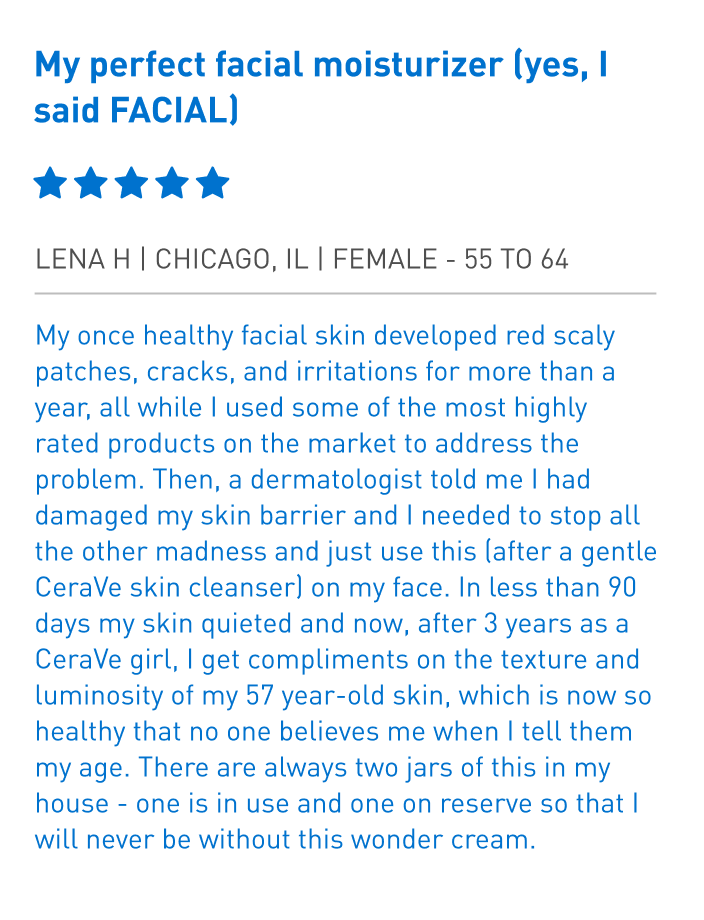 My perfect facial moisturizer (yes, I
said FACIAL)
LENA H | CHICAGO, IL | FEMALE - 55 TO 64
My once healthy facial skin developed red scaly
patches, cracks, and irritations for more than a
year, all while I used some of the most highly
rated products on the market to address the
problem. Then, a dermatologist told me I had
damaged my skin barrier and I needed to stop all
the other madness and just use this (after a gentle
CeraVe skin cleanser) on my face. In less than 90
days my skin quieted and now, after 3 years as a
CeraVe girl, I get compliments on the texture and
luminosity of my 57 year-old skin, which is now so
healthy that no one believes me when I tell them
my age. There are always two jars of this in my
house - one is in use and one on reserve so that I
will never be without this wonder cream.